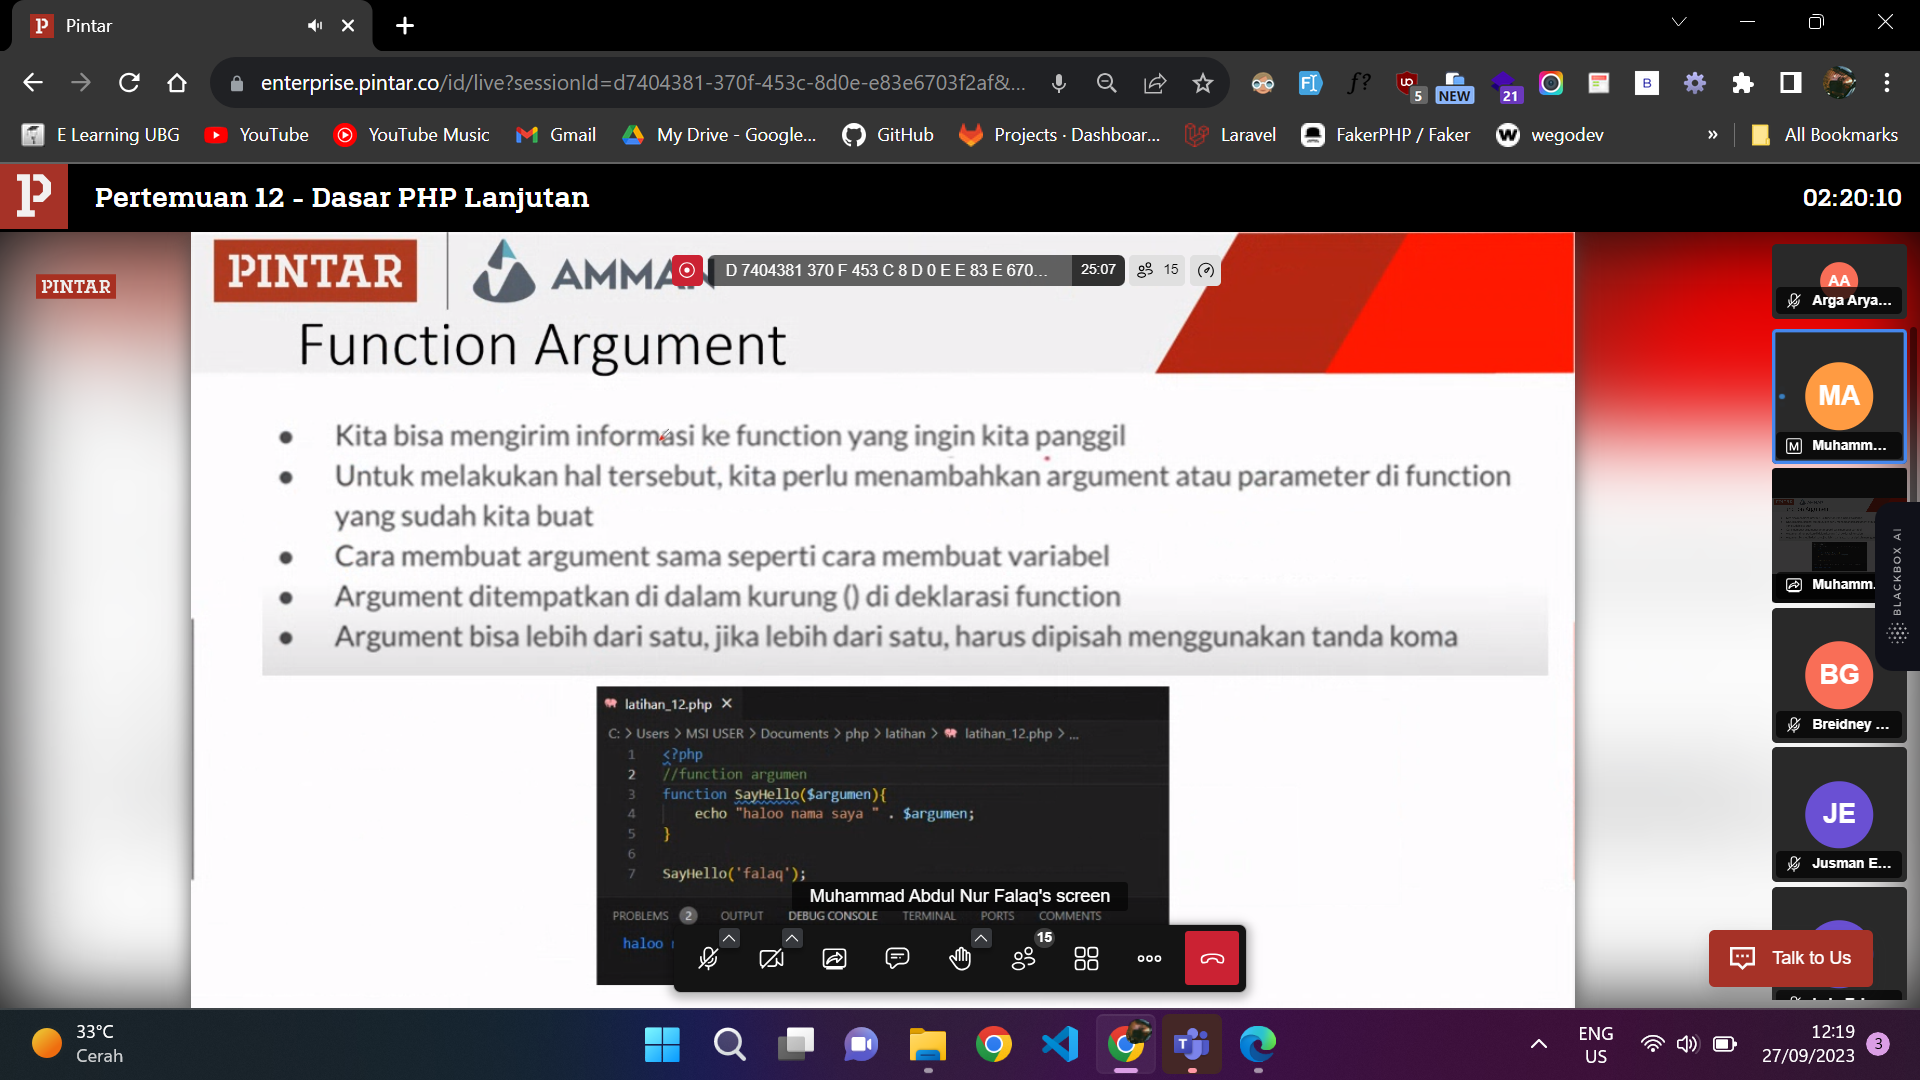 Pintar
enterprise.pintar.co/id/live?sessionId=d7404381-370f-453c-8d0e-e83e6703f2af&...
5
NEW
21
E Learning UBG
YouTube
YouTube Music
Gmail
My Drive - Google...
GitHub
Projects · Dashboar...
Laravel
FakerPHP / Faker
wegodev
»
All Bookmarks
Pertemuan 12 - Dasar PHP Lanjutan
02:20:10
PINTAR
PINTAR
AMMAN
D 7404381 370 F 453 C 8 D 0 E E 83 E 670...
25:07
15
Function Argument
● Kita bisa mengirim informasi ke function yang ingin kita panggil
● Untuk melakukan hal tersebut, kita perlu menambahkan argument atau parameter di function
yang sudah kita buat
● Cara membuat argument sama seperti cara membuat variabel
● Argument ditempatkan di dalam kurung () di deklarasi function
● Argument bisa lebih dari satu, jika lebih dari satu, harus dipisah menggunakan tanda koma
latihan_12.php
C: > Users > MSI USER > Documents > php > latihan > latihan_12.php > ...
1 <?php
2 //function argumen
3 function SayHello($argumen){
4 echo "haloo nama saya " . $argumen;
5 }
6
7 SayHello('falaq');
Muhammad Abdul Nur Falaq's screen
PROBLEMS 2 OUTPUT DEBUG CONSOLE TERMINAL PORTS COMMENTS
haloo
15
AA
Arga Arya...
MA
Muhamm...
Muhamm.
BG
Breidney ...
JE
Jusman E...
BLACKBOX AI
Talk to Us
33°C
Cerah
ENG
US
12:19
27/09/2023
3